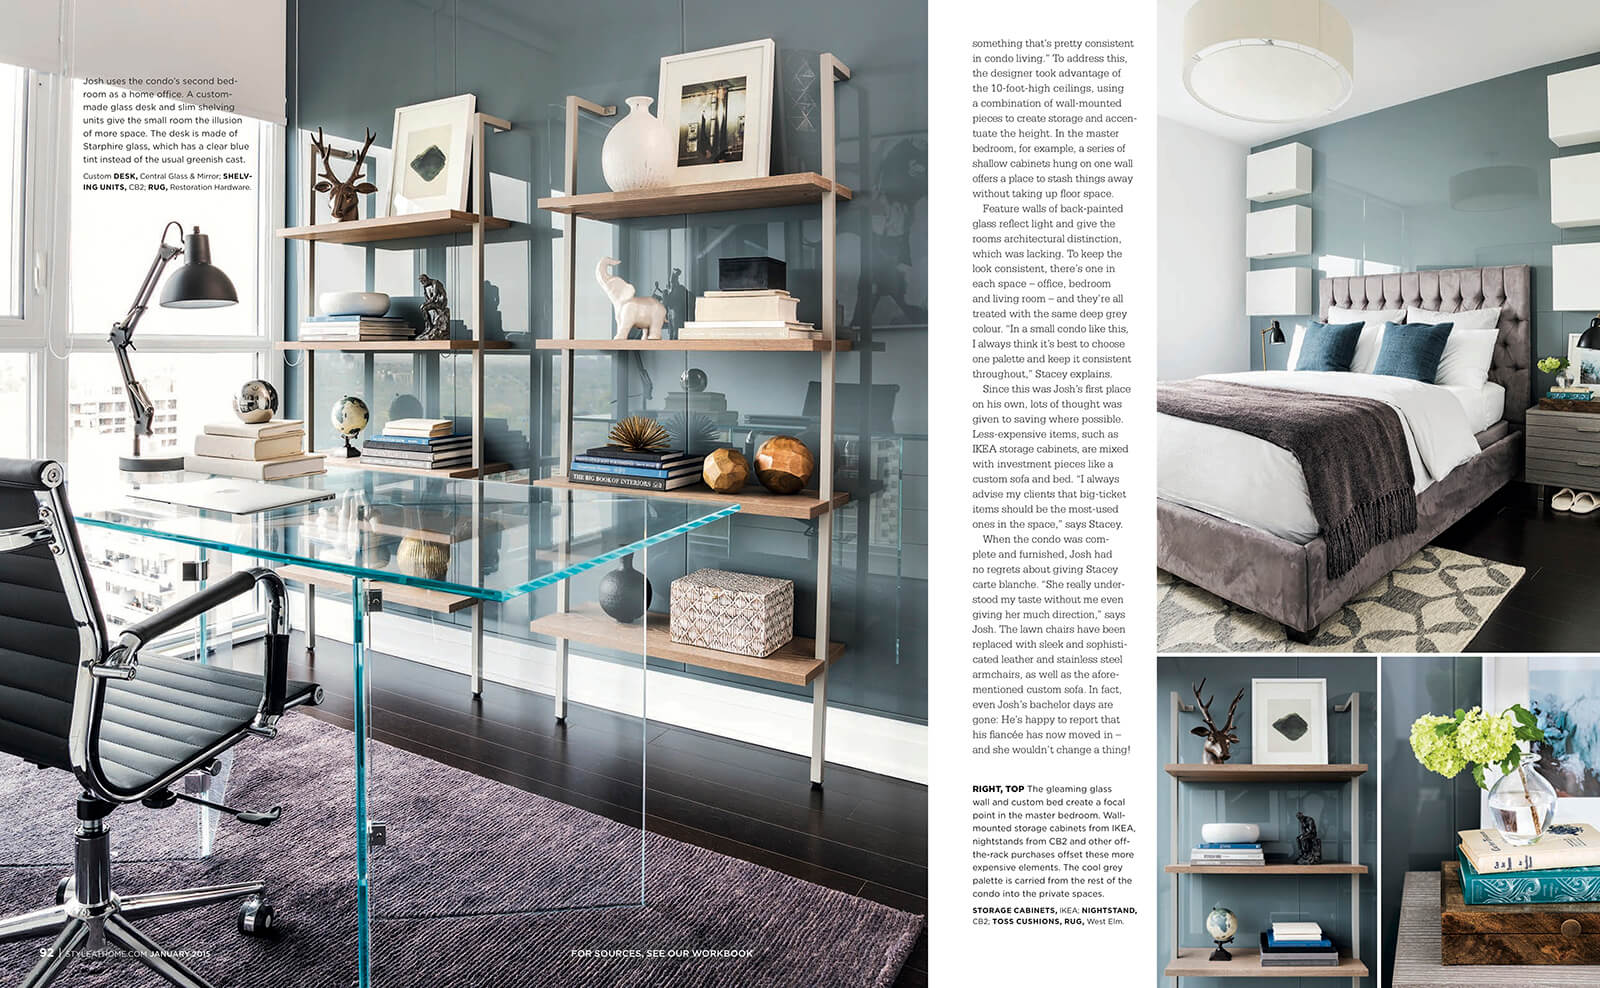 Josh uses the condo's second bed-
room as a home office. A custom-
made glass desk and slim shelving
units give the small room the illusion
of more space. The desk is made of
Starphire glass, which has a clear blue
tint instead of the usual greenish cast.
Custom DESK, Central Glass & Mirror; SHELV-
ING UNITS, CB2; RUG, Restoration Hardware.
THE BIG BOOK OF INTERIORS
92 | STYLEATHOME.COM JANUARY 2015
FOR SOURCES, SEE OUR WORKBOOK
something that's pretty consistent
in condo living." To address this,
the designer took advantage of
the 10-foot-high ceilings, using
a combination of wall-mounted
pieces to create storage and accen-
tuate the height. In the master
bedroom, for example, a series of
shallow cabinets hung on one wall
offers a place to stash things away
without taking up floor space.
Feature walls of back-painted
glass reflect light and give the
rooms architectural distinction,
which was lacking. To keep the
look consistent, there's one in
each space – office, bedroom
and living room – and they're all
treated with the same deep grey
colour. "In a small condo like this,
I always think it's best to choose
one palette and keep it consistent
throughout," Stacey explains.
Since this was Josh's first place
on his own, lots of thought was
given to saving where possible.
Less-expensive items, such as
IKEA storage cabinets, are mixed
with investment pieces like a
custom sofa and bed. "I always
advise my clients that big-ticket
items should be the most-used
ones in the space," says Stacey.
When the condo was com-
plete and furnished, Josh had
no regrets about giving Stacey
carte blanche. "She really under-
stood my taste without me even
giving her much direction," says
Josh. The lawn chairs have been
replaced with sleek and sophisti-
cated leather and stainless steel
armchairs, as well as the afore-
mentioned custom sofa. In fact,
even Josh's bachelor days are
gone: He's happy to report that
his fiancée has now moved in –
and she wouldn't change a thing!
RIGHT, TOP The gleaming glass
wall and custom bed create a focal
point in the master bedroom. Wall-
mounted storage cabinets from IKEA,
nightstands from CB2 and other off-
the-rack purchases offset these more
expensive elements. The cool grey
palette is carried from the rest of the
condo into the private spaces.
STORAGE CABINETS, IKEA; NIGHTSTAND,
CB2; TOSS CUSHIONS, RUG, West Elm.